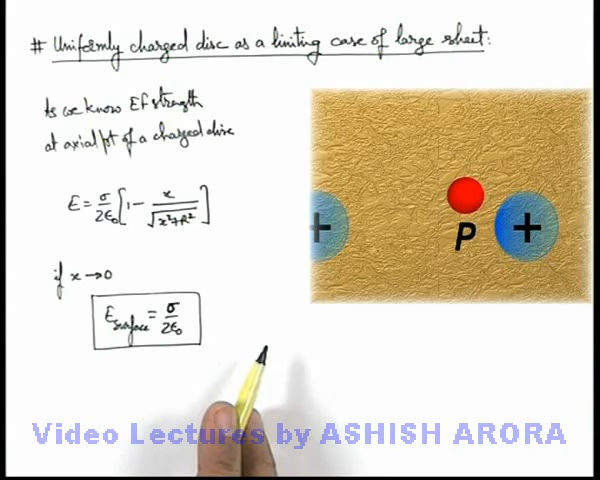 # Uniformly charged disc as a limiting case of large sheet:
As we know EF strength
at axial pt of a charged disc
E = σ/2ε₀ [1 - x/√(x²+R²)]
if x → 0
E surface = σ/2ε₀
+ P +
Video Lectures by ASHISH ARORA